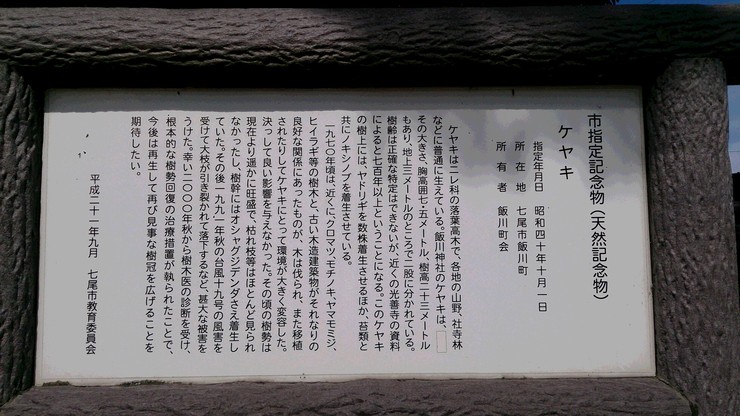 市指定記念物（天然記念物）
ケヤキ
指定年月日　昭和四十年十月一日
所在地　七尾市飯川町
所有者　飯川町会
ケヤキはニレ科の落葉高木で、各地の山野、社寺林
などに普通に生えている。飯川神社のケヤキは、
その大きさ、胸高囲七・五メートル、樹高二十三メートル
もあり、地上三メートルのところで二股に分かれている。
樹齢は正確な特定はできないが、近くの光善寺の資料
によると七百年以上ということになる。このケヤキ
の樹上には、ヤドリギを数株着生させるほか、苔類と
共にノキシノブを着生させている。
一九七〇年頃は、近くに、クロマツ、モチノキ、ヤマモミジ、
ヒイラギ等の樹木と、古い木造建築物がそれなりの
良好な関係にあったものが、木は伐られ、また移植
されたりしてケヤキにとって環境が大きく変容した。
決っして良い影響を与えなかった。その頃の樹勢は
現在より遥かに旺盛で、枯れ枝等はほとんど見られ
なかったし、樹幹にはオシャグジデンダさえ着生し
ていた。その後一九九一年秋の台風十九号の風害を
受けて大枝が引き裂かれて落下するなど、甚大な被害を
うけた。幸い二〇〇〇年秋から樹木医の診断を受け、
根本的な樹勢回復の治療措置が執られたことで、
今後は再生して再び見事な樹冠を広げることを
期待したい。
平成二十一年九月　七尾市教育委員会